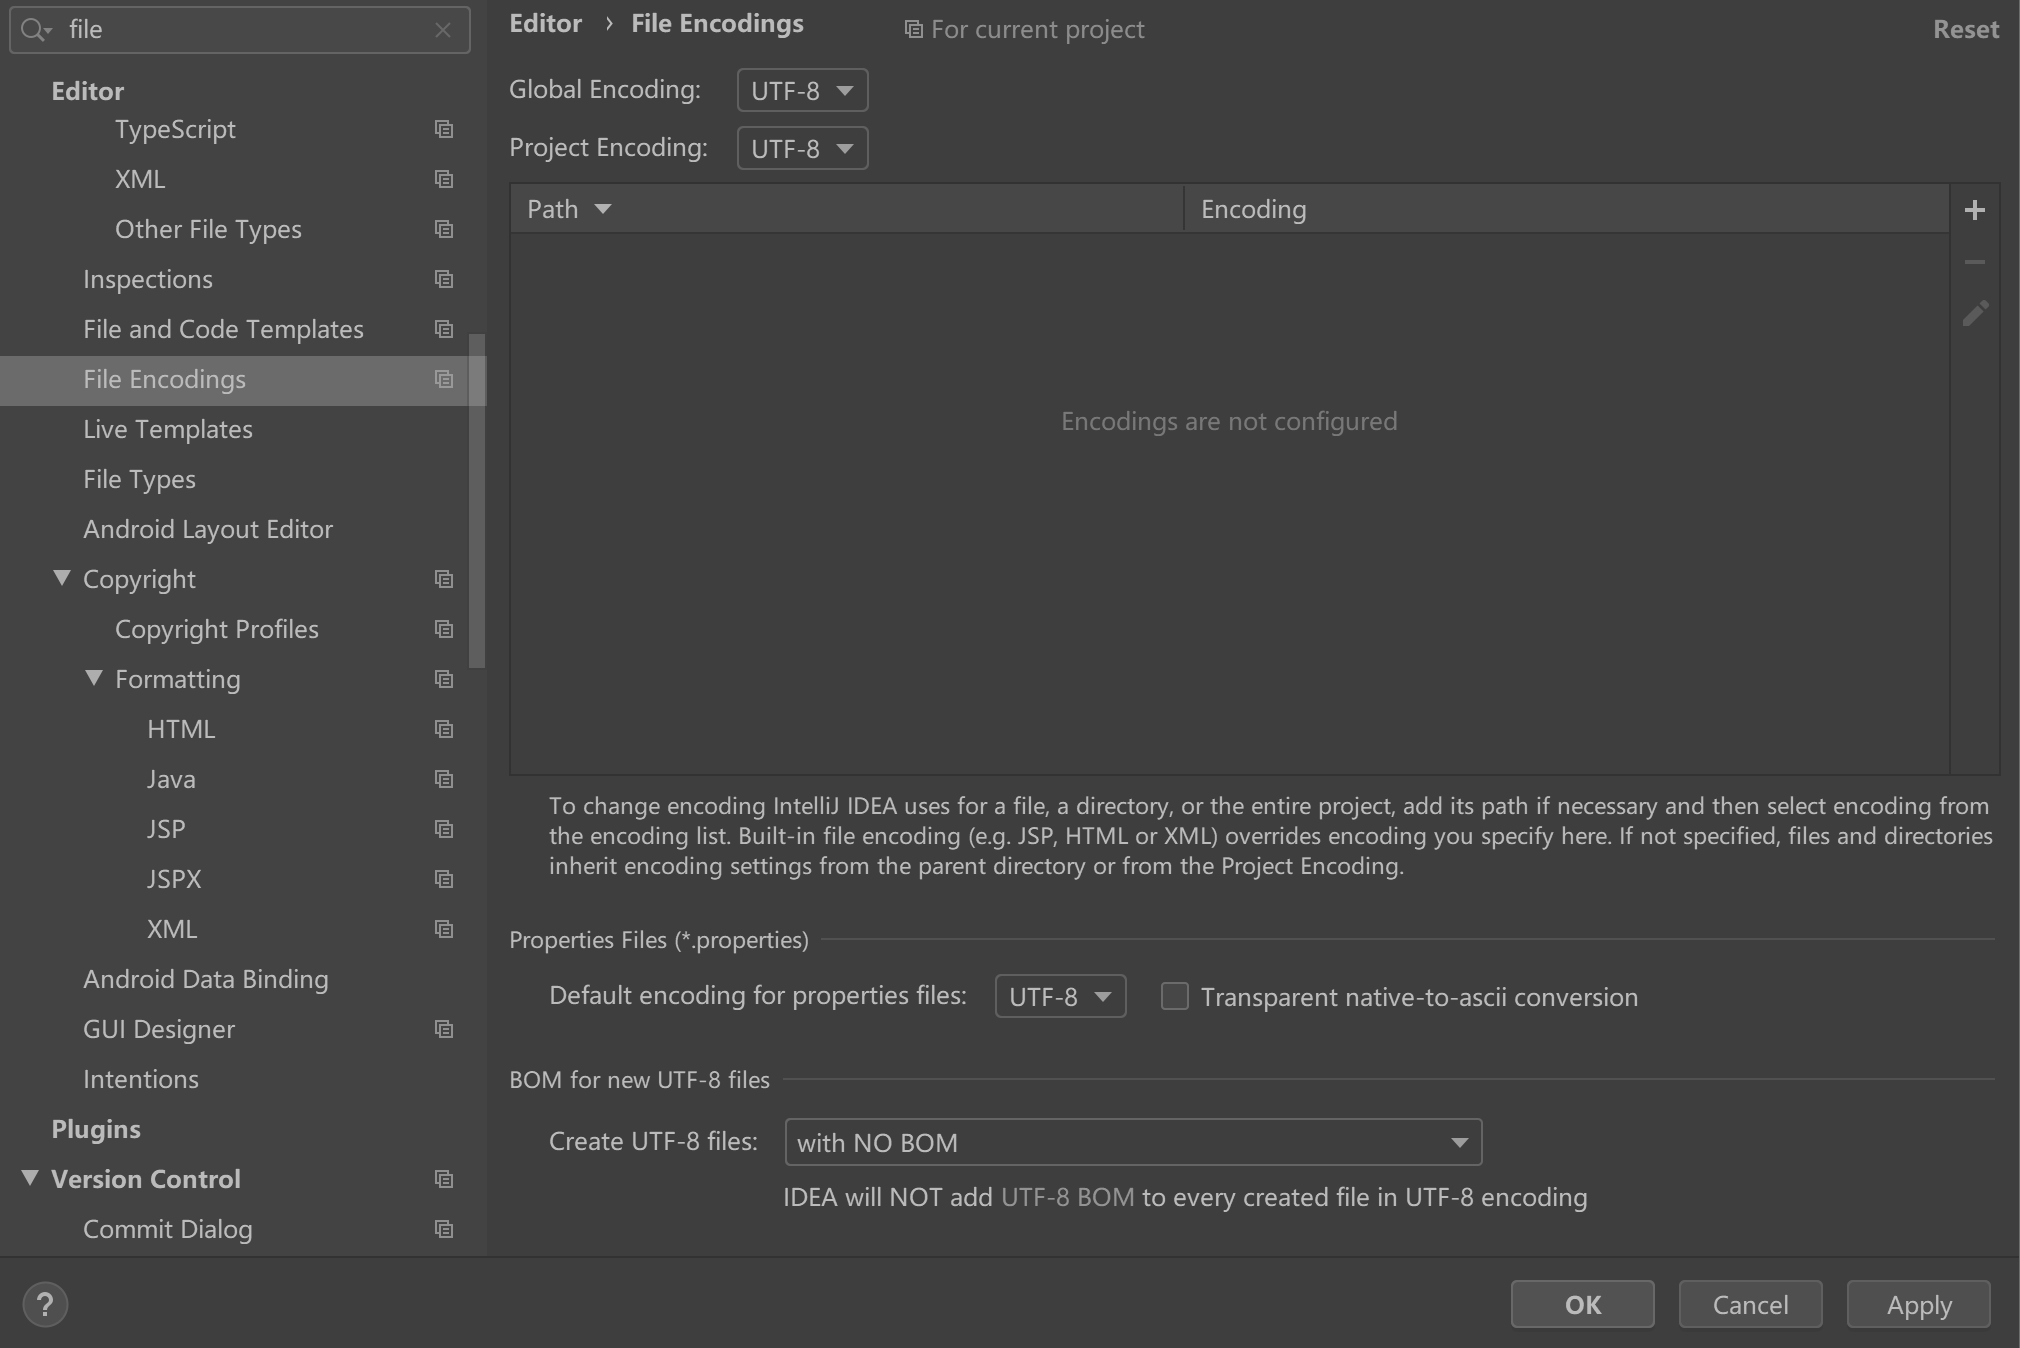 file
Editor
TypeScript
XML
Other File Types
Inspections
File and Code Templates
File Encodings
Live Templates
File Types
Android Layout Editor
Copyright
Copyright Profiles
Formatting
HTML
Java
JSP
JSPX
XML
Android Data Binding
GUI Designer
Intentions
Plugins
Version Control
Commit Dialog
Editor › File Encodings
For current project
Reset
Global Encoding: UTF-8
Project Encoding: UTF-8
Path Encoding
Encodings are not configured
To change encoding IntelliJ IDEA uses for a file, a directory, or the entire project, add its path if necessary and then select encoding from
the encoding list. Built-in file encoding (e.g. JSP, HTML or XML) overrides encoding you specify here. If not specified, files and directories
inherit encoding settings from the parent directory or from the Project Encoding.
Properties Files (*.properties)
Default encoding for properties files: UTF-8 Transparent native-to-ascii conversion
BOM for new UTF-8 files
Create UTF-8 files: with NO BOM
IDEA will NOT add UTF-8 BOM to every created file in UTF-8 encoding
?
OK Cancel Apply